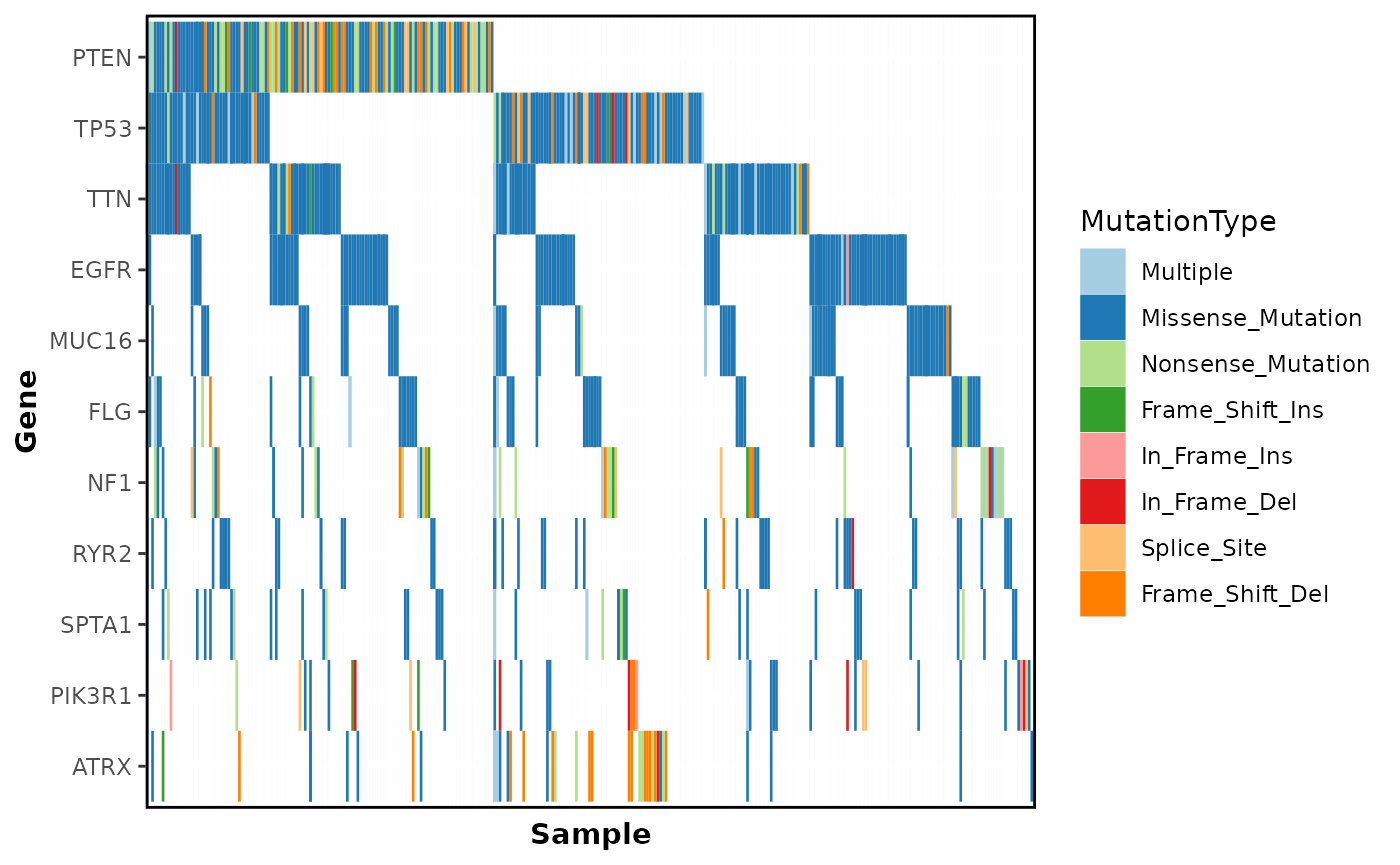 PTEN
TP53
TTN
EGFR
MUC16
FLG
NF1
RYR2
SPTA1
PIK3R1
ATRX
Gene
Sample
MutationType
Multiple
Missense_Mutation
Nonsense_Mutation
Frame_Shift_Ins
In_Frame_Ins
In_Frame_Del
Splice_Site
Frame_Shift_Del